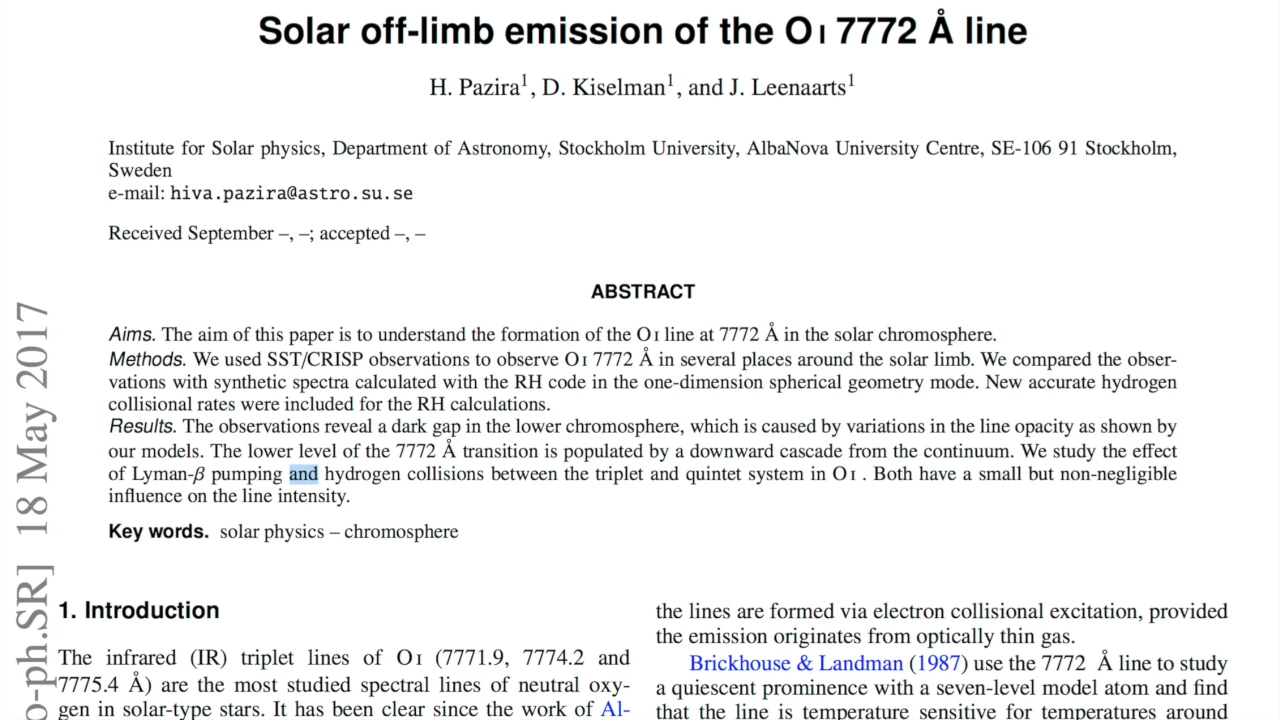 Solar off-limb emission of the O I 7772 Å line
H. Pazira1, D. Kiselman1, and J. Leenaarts1
Institute for Solar physics, Department of Astronomy, Stockholm University, AlbaNova University Centre, SE-106 91 Stockholm,
Sweden
e-mail: hiva.pazira@astro.su.se
Received September –, –; accepted –, –
ABSTRACT
Aims. The aim of this paper is to understand the formation of the O I line at 7772 Å in the solar chromosphere.
Methods. We used SST/CRISP observations to observe O I 7772 Å in several places around the solar limb. We compared the obser-
vations with synthetic spectra calculated with the RH code in the one-dimension spherical geometry mode. New accurate hydrogen
collisional rates were included for the RH calculations.
Results. The observations reveal a dark gap in the lower chromosphere, which is caused by variations in the line opacity as shown by
our models. The lower level of the 7772 Å transition is populated by a downward cascade from the continuum. We study the effect
of Lyman-β pumping and hydrogen collisions between the triplet and quintet system in O I . Both have a small but non-negligible
influence on the line intensity.
Key words. solar physics – chromosphere
1. Introduction
The infrared (IR) triplet lines of O I (7771.9, 7774.2 and
7775.4 Å) are the most studied spectral lines of neutral oxy-
gen in solar-type stars. It has been clear since the work of Al-
the lines are formed via electron collisional excitation, provided
the emission originates from optically thin gas.
Brickhouse & Landman (1987) use the 7772 Å line to study
a quiescent prominence with a seven-level model atom and find
that the line is temperature sensitive for temperatures around
o-ph.SR] 18 May 2017